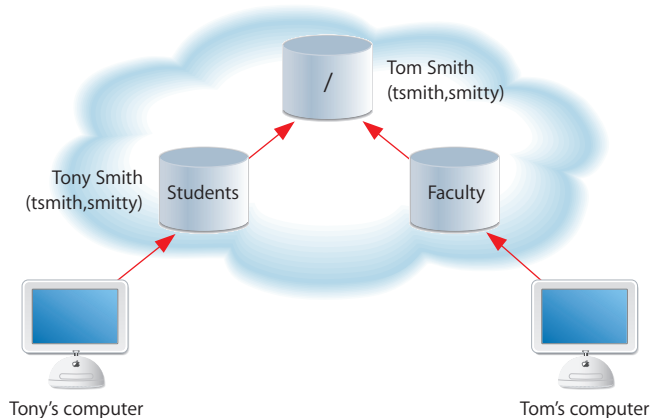 /
Tom Smith
(tsmith,smitty)
Tony Smith
(tsmith,smitty)
Students
Faculty
Tony’s computer
Tom’s computer